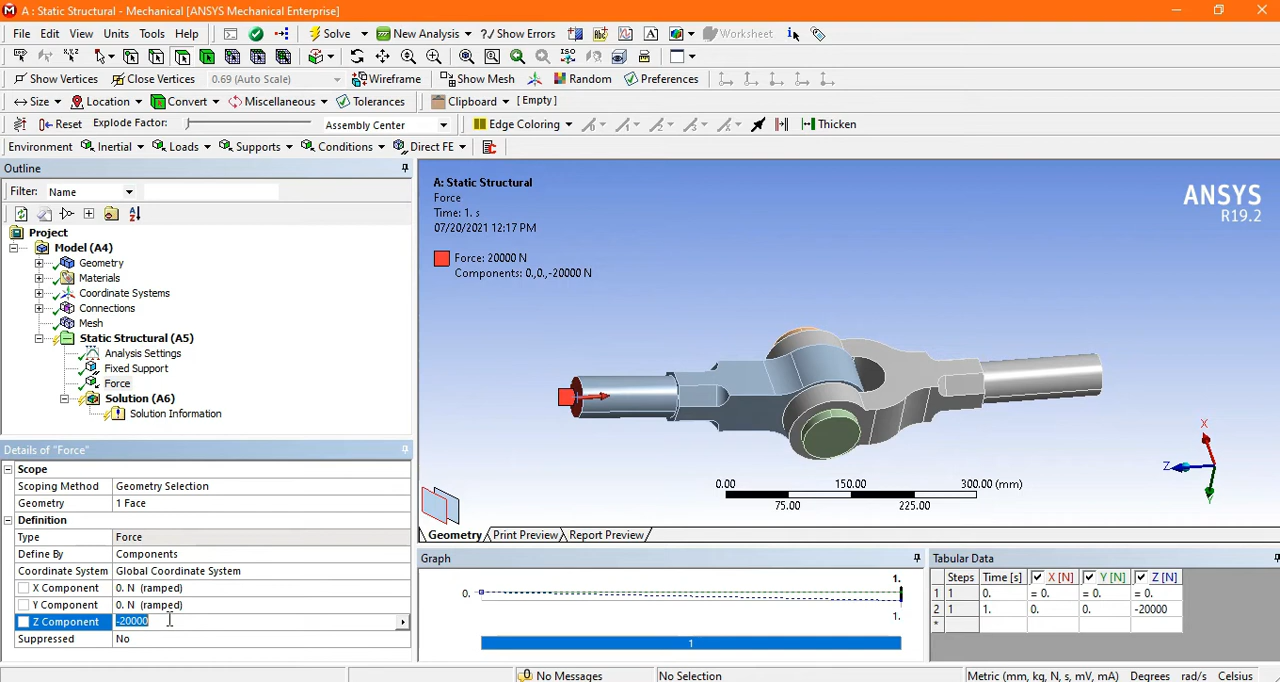 A : Static Structural - Mechanical [ANSYS Mechanical Enterprise]
File Edit View Units Tools Help Solve New Analysis ?/ Show Errors Worksheet
Show Vertices Close Vertices 0.69 (Auto Scale) Wireframe Show Mesh Random Preferences
Size Location Convert Miscellaneous Tolerances Clipboard [ Empty ]
Reset Explode Factor: Assembly Center Edge Coloring Thicken
Environment Inertial Loads Supports Conditions Direct FE
Outline
Filter: Name
Project
Model (A4)
Geometry
Materials
Coordinate Systems
Connections
Mesh
Static Structural (A5)
Analysis Settings
Fixed Support
Force
Solution (A6)
Solution Information
Details of "Force"
Scope
Scoping Method Geometry Selection
Geometry 1 Face
Definition
Type Force
Define By Components
Coordinate System Global Coordinate System
X Component 0. N (ramped)
Y Component 0. N (ramped)
Z Component -20000
Suppressed No
A: Static Structural
Force
Time: 1. s
07/20/2021 12:17 PM
Force: 20000 N
Components: 0.,0.,-20000 N
ANSYS
R19.2
X
Z
Y
0.00 150.00 300.00 (mm)
75.00 225.00
Geometry Print Preview Report Preview
Graph
1.
0.
1.
1
Tabular Data
Steps Time [s] X [N] Y [N] Z [N]
1 1 0. = 0. = 0. = 0.
2 1 1. 0. 0. -20000
*
0 No Messages No Selection Metric (mm, kg, N, s, mV, mA) Degrees rad/s Celsius